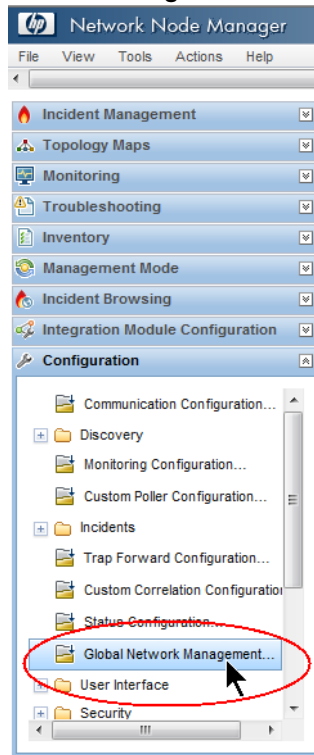 hp Network Node Manager
File View Tools Actions Help
Incident Management
Topology Maps
Monitoring
Troubleshooting
Inventory
Management Mode
Incident Browsing
Integration Module Configuration
Configuration
Communication Configuration...
Discovery
Monitoring Configuration...
Custom Poller Configuration...
Incidents
Trap Forward Configuration...
Custom Correlation Configuration
Status Configuration...
Global Network Management...
User Interface
Security